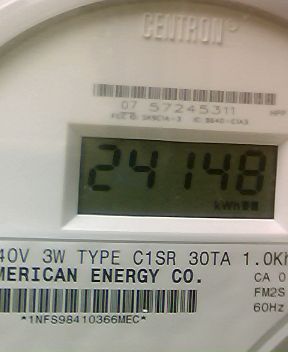 CENTRON®
07 57245311
24148
kWh
40V 3W TYPE C1SR 30TA 1.0Kh
MERICAN ENERGY CO.
CA 0
FM2S
*1NFS98410366MEC*
60Hz